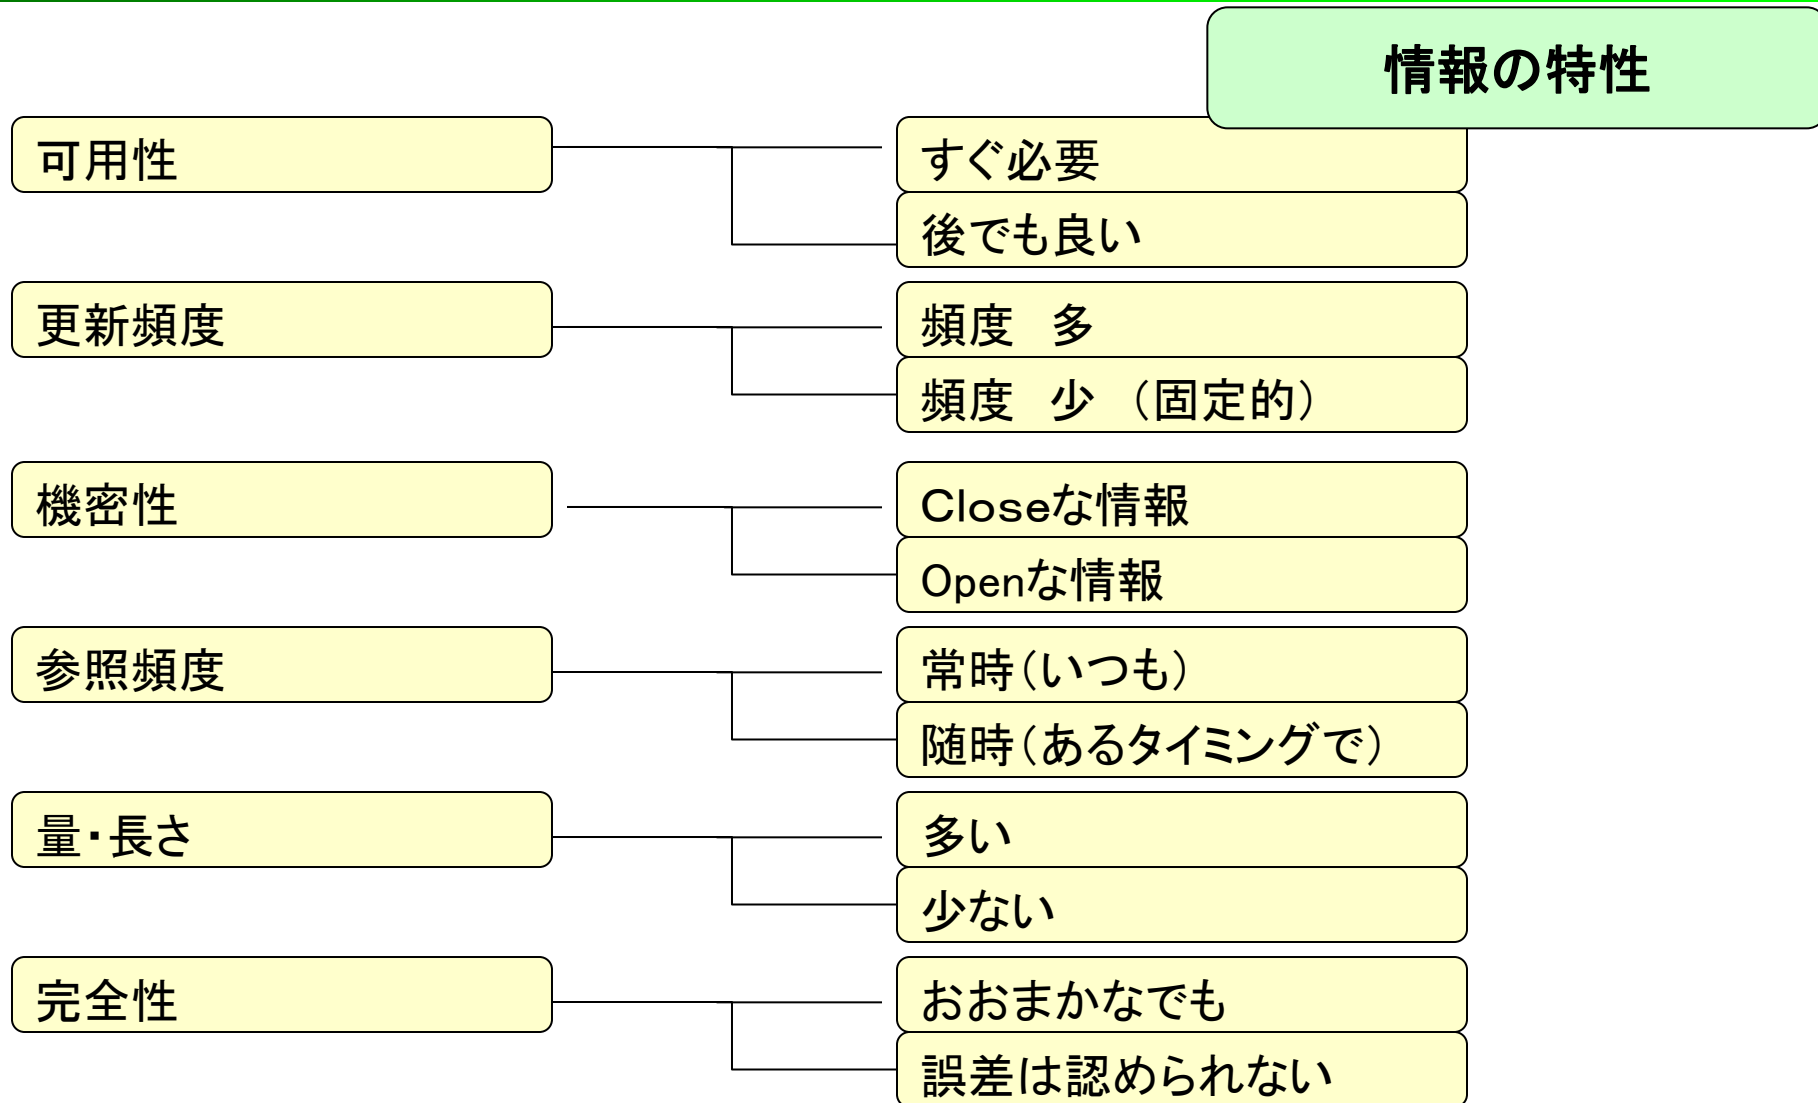 情報の特性
可用性
すぐ必要
後でも良い
更新頻度
頻度　多
頻度　少　（固定的）
機密性
Closeな情報
Openな情報
参照頻度
常時（いつも）
随時（あるタイミングで）
量・長さ
多い
少ない
完全性
おおまかなでも
誤差は認められない